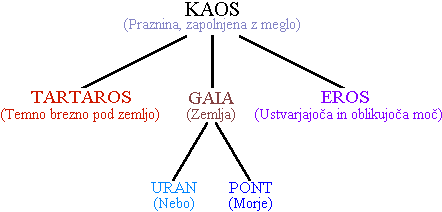 KAOS
(Praznina, zapolnjena z meglo)
TARTAROS
(Temno brezno pod zemljo)
GAIA
(Zemlja)
EROS
(Ustvarjajoča in oblikujoča moč)
URAN
(Nebo)
PONT
(Morje)